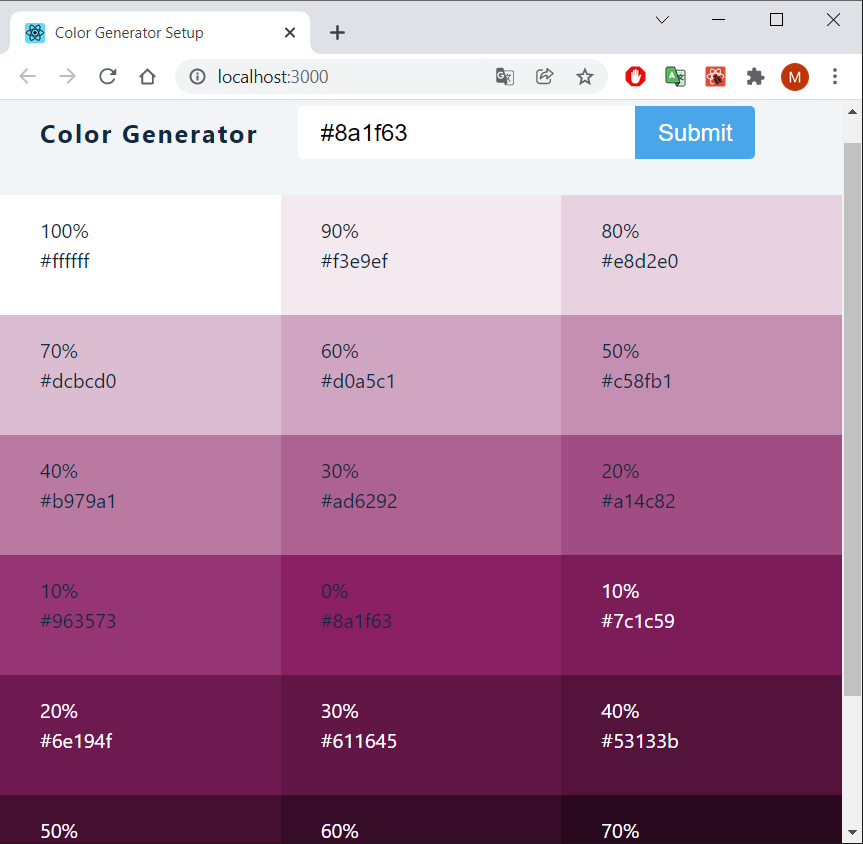 Color Generator Setup
localhost:3000
M
Color Generator
#8a1f63
Submit
100%
#ffffff
90%
#f3e9ef
80%
#e8d2e0
70%
#dcbcd0
60%
#d0a5c1
50%
#c58fb1
40%
#b979a1
30%
#ad6292
20%
#a14c82
10%
#963573
0%
#8a1f63
10%
#7c1c59
20%
#6e194f
30%
#611645
40%
#53133b
50%
60%
70%